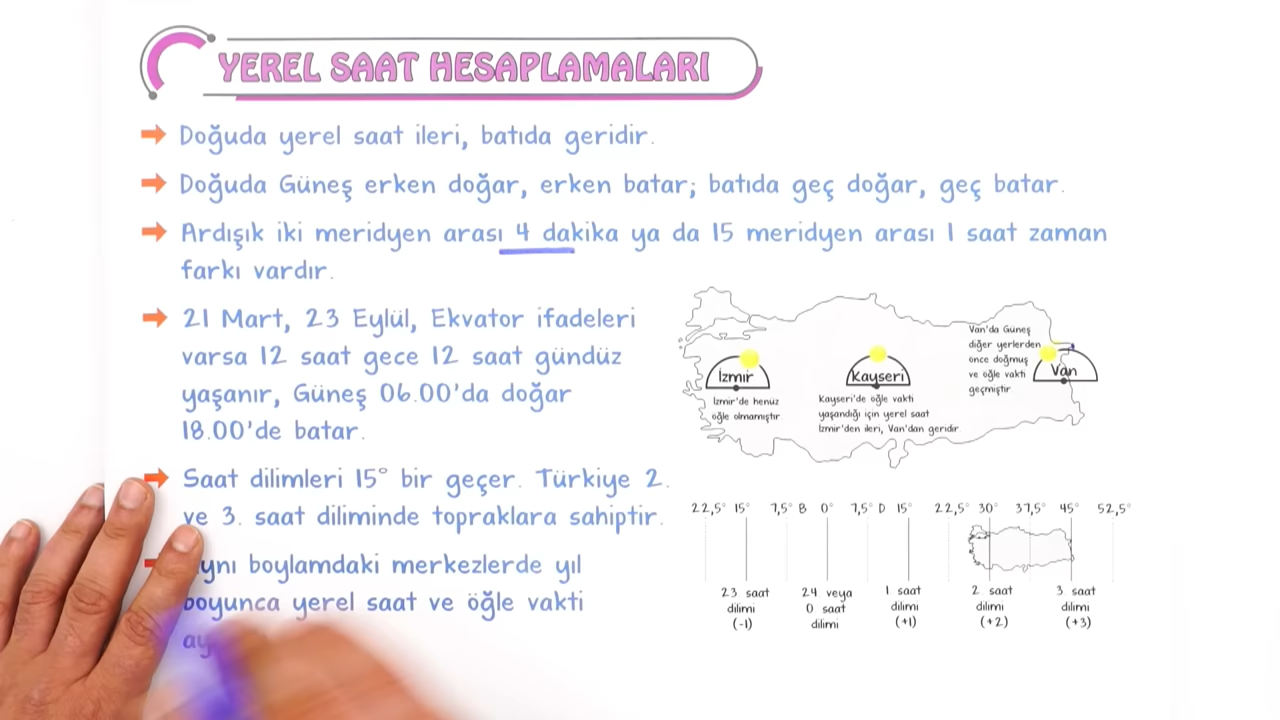 YEREL SAAT HESAPLAMALARI
Doğuda yerel saat ileri, batıda geridir.
Doğuda Güneş erken doğar, erken batar; batıda geç doğar, geç batar.
Ardışık iki meridyen arası 4 dakika ya da 15 meridyen arası 1 saat zaman
farkı vardır.
21 Mart, 23 Eylül, Ekvator ifadeleri
varsa 12 saat gece 12 saat gündüz
yaşanır, Güneş 06.00'da doğar
18.00'de batar.
Saat dilimleri 15° bir geçer. Türkiye 2.
ve 3. saat diliminde topraklara sahiptir.
boylamdaki merkezlerde yıl
boyunca yerel saat ve öğle vakti
İzmir
İzmir'de henüz
öğle olmamıştır
Kayseri
Kayseri'de öğle vakti
yaşandığı için yerel saat
İzmir'den ileri, Van'dan geridir
Van'da Güneş
diğer yerlerden
önce doğmuş
ve öğle vakti
geçmiştir
Van
22,5° 15° 7,5° B 0° 7,5° D 15° 22,5° 30° 37,5° 45° 52,5°
23 saat
dilimi
(-1)
24 veya
0 saat
dilimi
1 saat
dilimi
(+1)
2 saat
dilimi
(+2)
3 saat
dilimi
(+3)